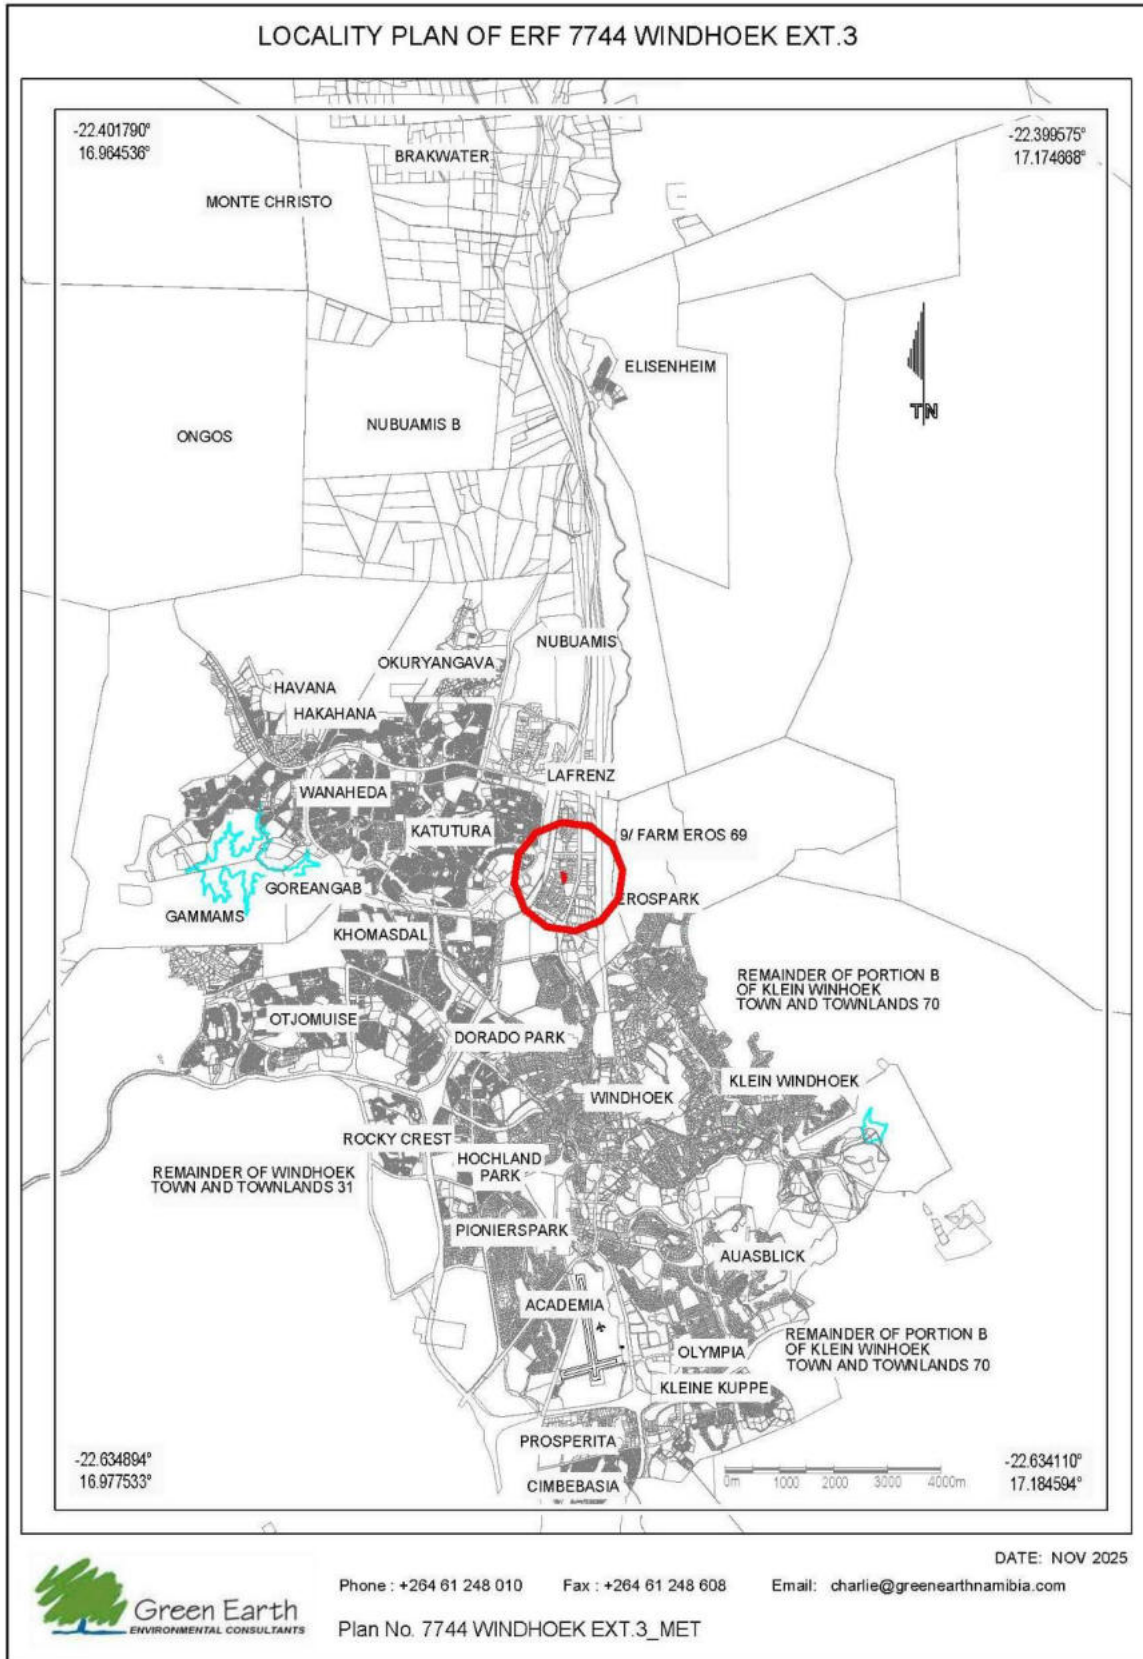 LOCALITY PLAN OF ERF 7744 WINDHOEK EXT.3
-22.401790°
16.964536°
-22.399575°
17.174668°
BRAKWATER
MONTE CHRISTO
ELISENHEIM
TN
NUBUAMIS B
ONGOS
NUBUAMIS
OKURYANGAVA
HAVANA
HAKAHANA
LAFRENZ
WANAHEDA
KATUTURA
9/ FARM EROS 69
GOREANGAB
EROSPARK
GAMMAMS
KHOMASDAL
REMAINDER OF PORTION B
OF KLEIN WINHOEK
TOWN AND TOWNLANDS 70
OTJOMUISE
DORADO PARK
KLEIN WINDHOEK
WINDHOEK
ROCKY CREST
HOCHLAND
PARK
REMAINDER OF WINDHOEK
TOWN AND TOWNLANDS 31
PIONIERSPARK
AUASBLICK
ACADEMIA
REMAINDER OF PORTION B
OF KLEIN WINHOEK
TOWN AND TOWNLANDS 70
OLYMPIA
KLEINE KUPPE
PROSPERITA
CIMBEBASIA
-22.634894°
16.977533°
0m 1000 2000 3000 4000m
-22.634110°
17.184594°
DATE: NOV 2025
Phone : +264 61 248 010 Fax : +264 61 248 608 Email: charlie@greenearthnamibia.com
Green Earth
ENVIRONMENTAL CONSULTANTS
Plan No. 7744 WINDHOEK EXT.3_MET